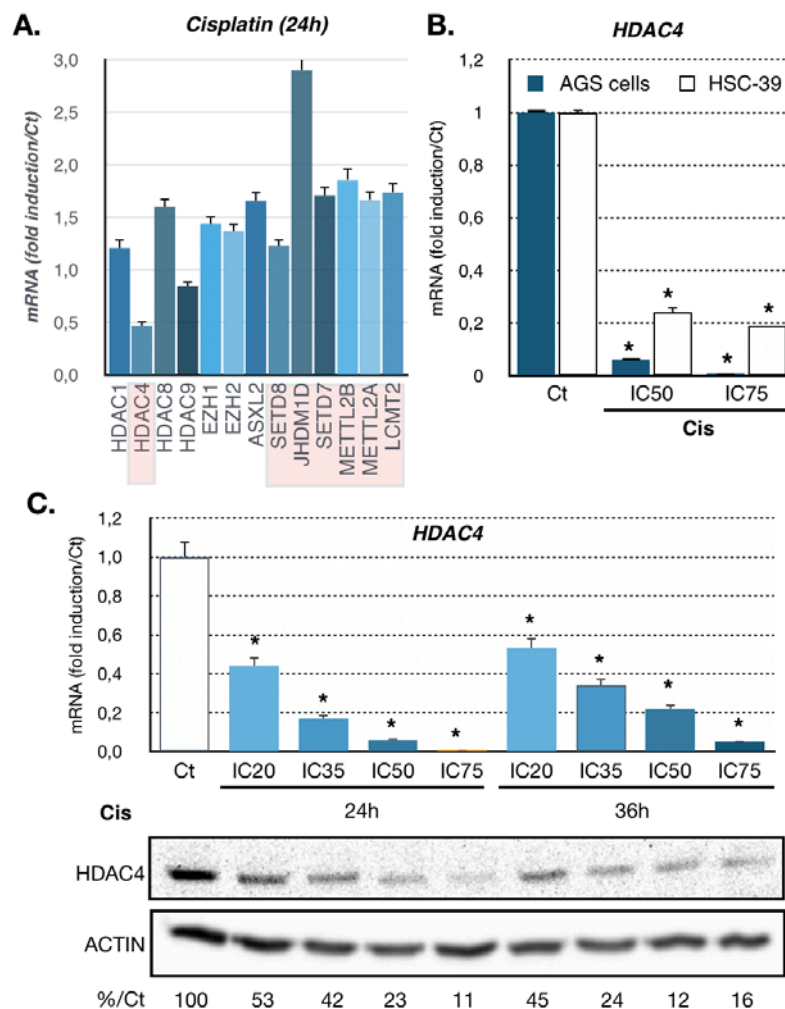 A.
Cisplatin (24h)
mRNA (fold induction/Ct)
3,0
2,5
2,0
1,5
1,0
0,5
0,0
HDAC1
HDAC4
HDAC8
HDAC9
EZH1
EZH2
ASXL2
SETD8
JHDM1D
SETD7
METTL2B
METTL2A
LCMT2
B.
HDAC4
mRNA (fold induction/Ct)
1,2
1
0,8
0,6
0,4
0,2
0
AGS cells HSC-39
* * * *
Ct IC50 IC75
Cis
C.
HDAC4
mRNA (fold induction/Ct)
1,2
1,0
0,8
0,6
0,4
0,2
0,0
* * * * * * * *
Ct IC20 IC35 IC50 IC75 IC20 IC35 IC50 IC75
Cis 24h 36h
HDAC4
ACTIN
%/Ct 100 53 42 23 11 45 24 12 16